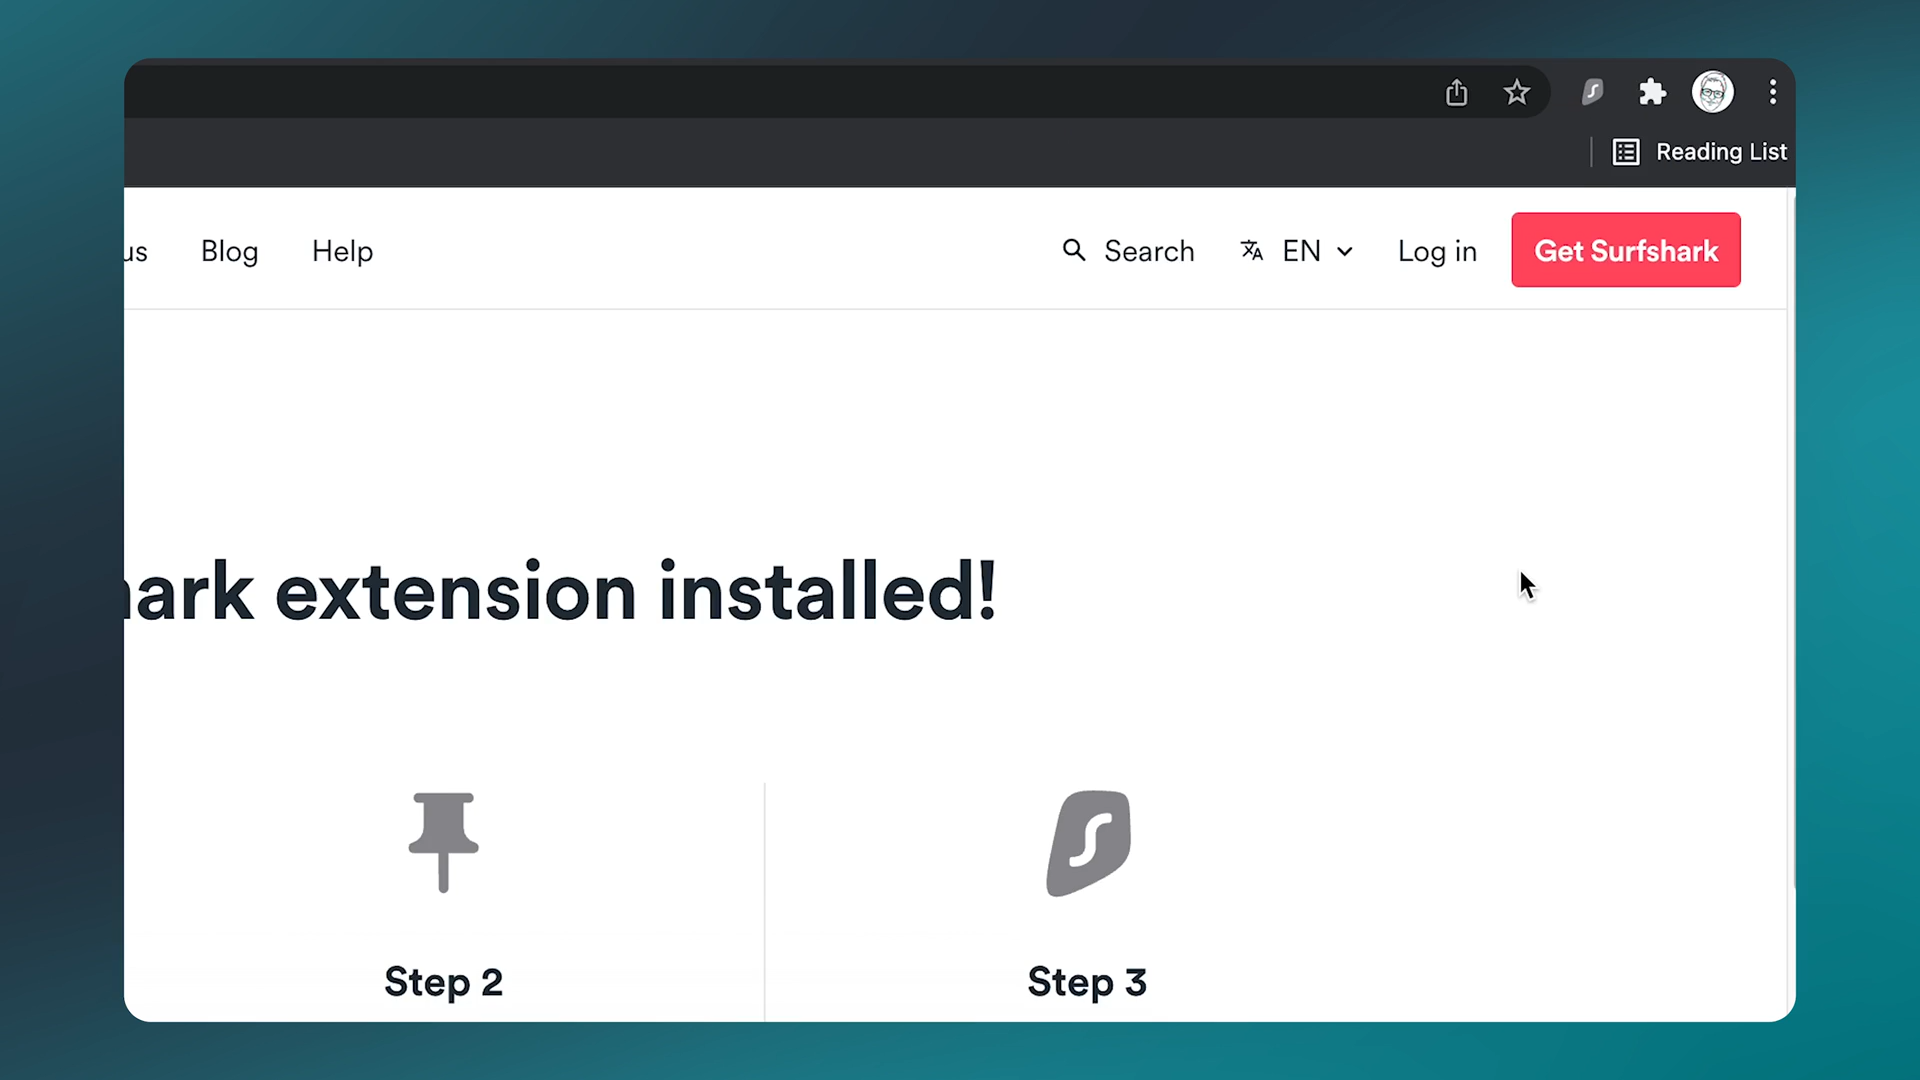 Reading List
us Blog Help Search EN Log in Get Surfshark
ark extension installed!
Step 2 Step 3